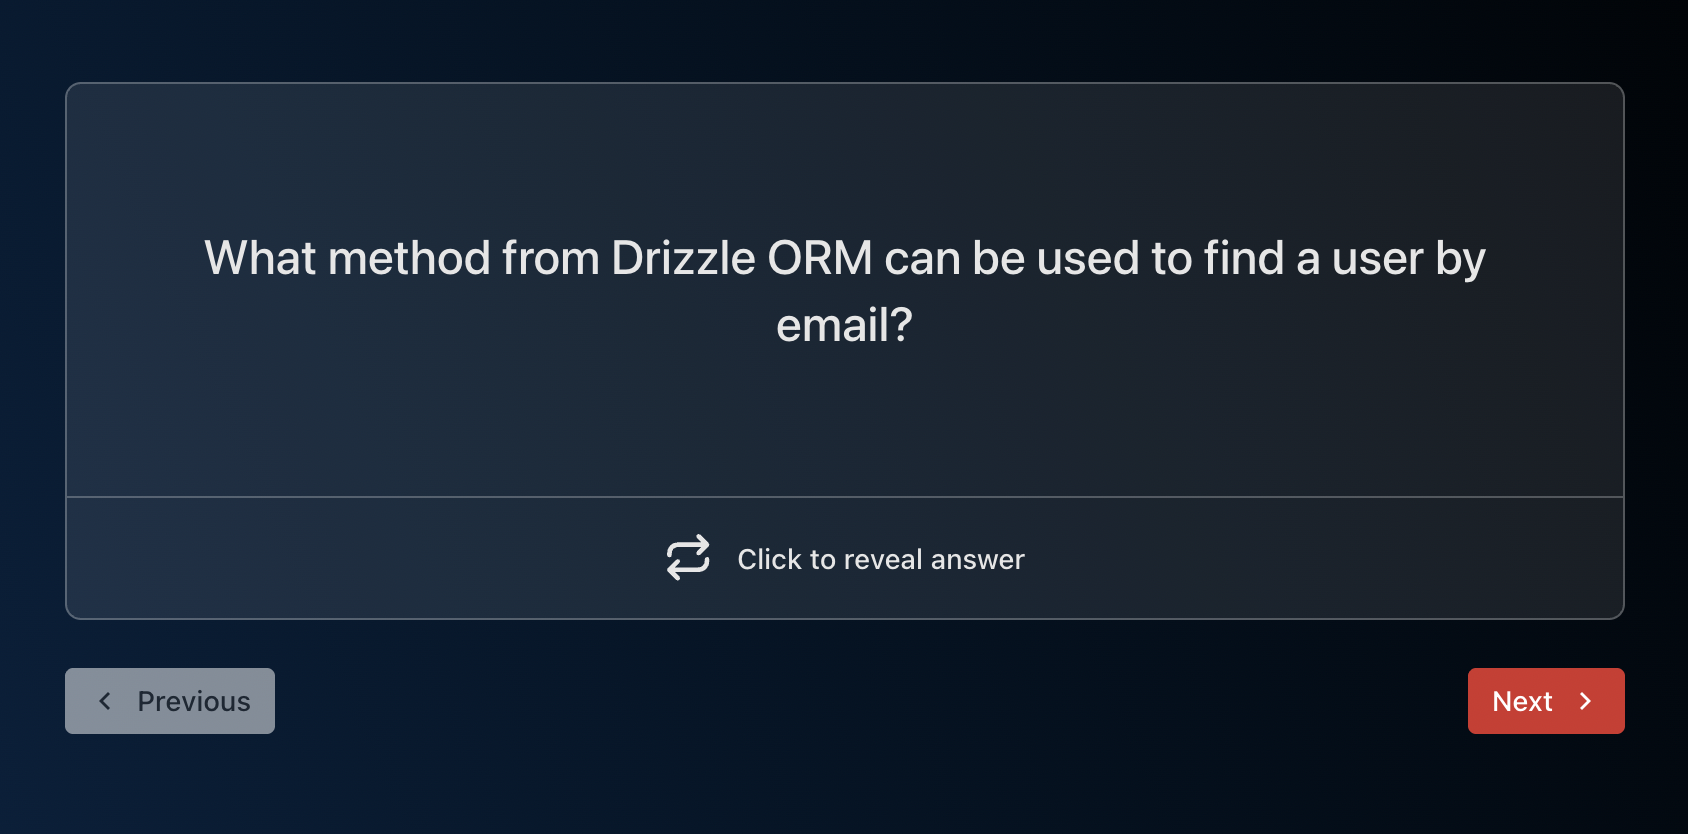 What method from Drizzle ORM can be used to find a user by
email?
Click to reveal answer
Previous
Next